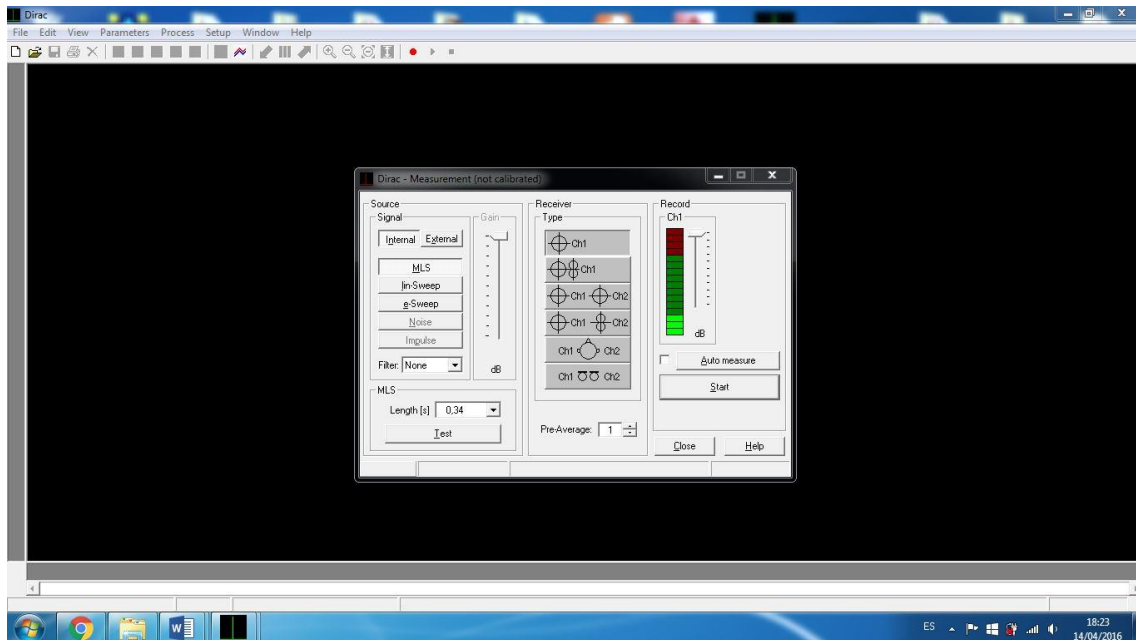 Dirac
File Edit View Parameters Process Setup Window Help
Dirac - Measurement (not calibrated)
Source
Signal
Internal External
MLS
lin-Sweep
e-Sweep
Noise
Impulse
Filter: None
Gain
dB
MLS
Length [s] 0,34
Test
Receiver
Type
Ch1
Ch1
Ch1 Ch2
Ch1 Ch2
Ch1 Ch2
Ch1 Ch2
Pre-Average: 1
Record
Ch1
dB
Auto measure
Start
Close Help
W
ES 18:23
14/04/2016